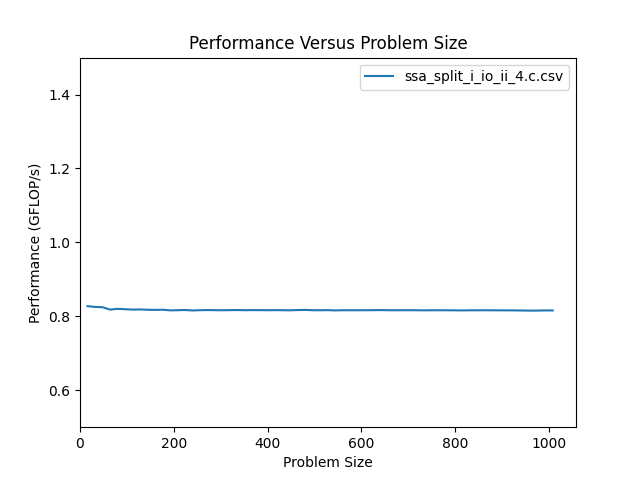 Performance Versus Problem Size
ssa_split_i_io_ii_4.c.csv
Performance (GFLOP/s)
1.4
1.2
1.0
0.8
0.6
0 200 400 600 800 1000
Problem Size